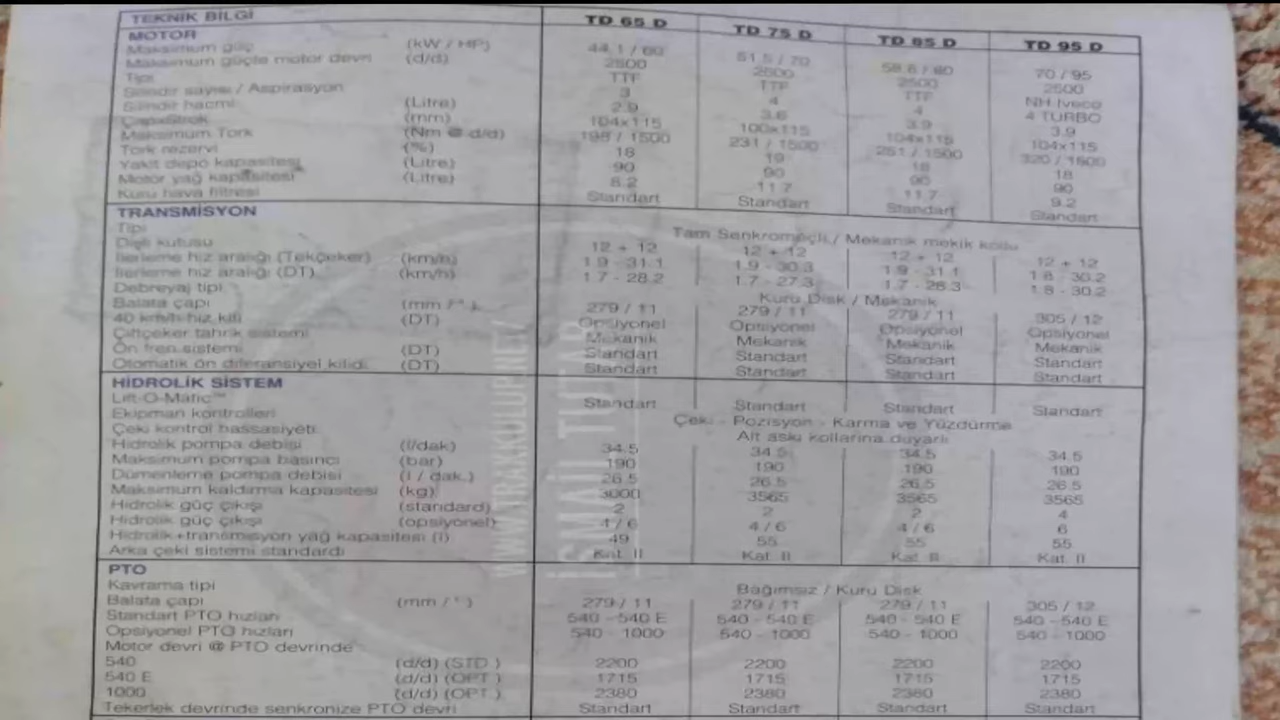 TEKNİK BİLGİ TD 65 D TD 75 D TD 85 D TD 95 D
MOTOR
Maksimum güç (kW / HP) 44.1 / 60 51.5 / 70 58.8 / 80 70 / 95
Maksimum güçte motor devri (d/d) 2500 2500 2500 2500
Tipi TTF TTF TTF NH Iveco
Silindir sayısı / Aspirasyon 3 4 4 4 TURBO
Silindir hacmi (Litre) 2.9 3.6 3.9 3.9
ÇapxStrok (mm) 104x115 100x115 104x115 104x115
Maksimum Tork (Nm @ d/d) 198 / 1500 231 / 1500 261 / 1500 320 / 1500
Tork rezervi (%) 18 19 18 18
Yakıt depo kapasitesi (Litre) 90 90 90 90
Motor yağ kapasitesi (Litre) 8.2 11.7 11.7 9.2
Kuru hava filtresi Standart Standart Standart Standart
TRANSMİSYON
Tipi Tam Senkromeçli / Mekanik mekik kollu
Dişli kutusu 12 + 12 12 + 12 12 + 12 12 + 12
İlerleme hız aralığı (Tekçeker) (km/h) 1.9 - 31.1 1.9 - 30.3 1.9 - 31.1 1.8 - 30.2
İlerleme hız aralığı (DT) (km/h) 1.7 - 28.2 1.7 - 27.3 1.7 - 28.3 1.8 - 30.2
Debreyaj tipi Kuru Disk / Mekanik
Balata çapı (mm / " ) 279 / 11 279 / 11 279 / 11 305 / 12
40 km/h hız kiti (DT) Opsiyonel Opsiyonel Opsiyonel Opsiyonel
Çiftçeker tahrik sistemi Mekanik Mekanik Mekanik Mekanik
Ön fren sistemi (DT) Standart Standart Standart Standart
Otomatik ön diferansiyel kilidi (DT) Standart Standart Standart Standart
HİDROLİK SİSTEM
Lift-O-Matic™ Standart Standart Standart Standart
Ekipman kontrolleri Çeki - Pozisyon - Karma ve Yüzdürme
Çeki kontrol hassasiyeti Alt askı kollarına duyarlı
Hidrolik pompa debisi (l/dak) 34.5 34.5 34.5 34.5
Maksimum pompa basıncı (bar) 190 190 190 190
Dümenleme pompa debisi (l / dak.) 26.5 26.5 26.5 26.5
Maksimum kaldırma kapasitesi (kg) 3000 3565 3565 3565
Hidrolik güç çıkışı (standard) 2 2 2 4
Hidrolik güç çıkışı (opsiyonel) 4 / 6 4 / 6 4 / 6 6
Hidrolik+transmisyon yağ kapasitesi (l) 49 55 55 55
Arka çeki sistemi standardı Kat. II Kat. II Kat. II Kat. II
PTO
Kavrama tipi Bağımsız / Kuru Disk
Balata çapı (mm / " ) 279 / 11 279 / 11 279 / 11 305 / 12
Standart PTO hızları 540 - 540 E 540 - 540 E 540 - 540 E 540 - 540 E
Opsiyonel PTO hızları 540 - 1000 540 - 1000 540 - 1000 540 - 1000
Motor devri @ PTO devrinde
540 (d/d) (STD ) 2200 2200 2200 2200
540 E (d/d) (OPT ) 1715 1715 1715 1715
1000 (d/d) (OPT ) 2380 2380 2380 2380
Tekerlek devrinde senkronize PTO devri Standart Standart Standart Standart
İSMAİL TUTAR